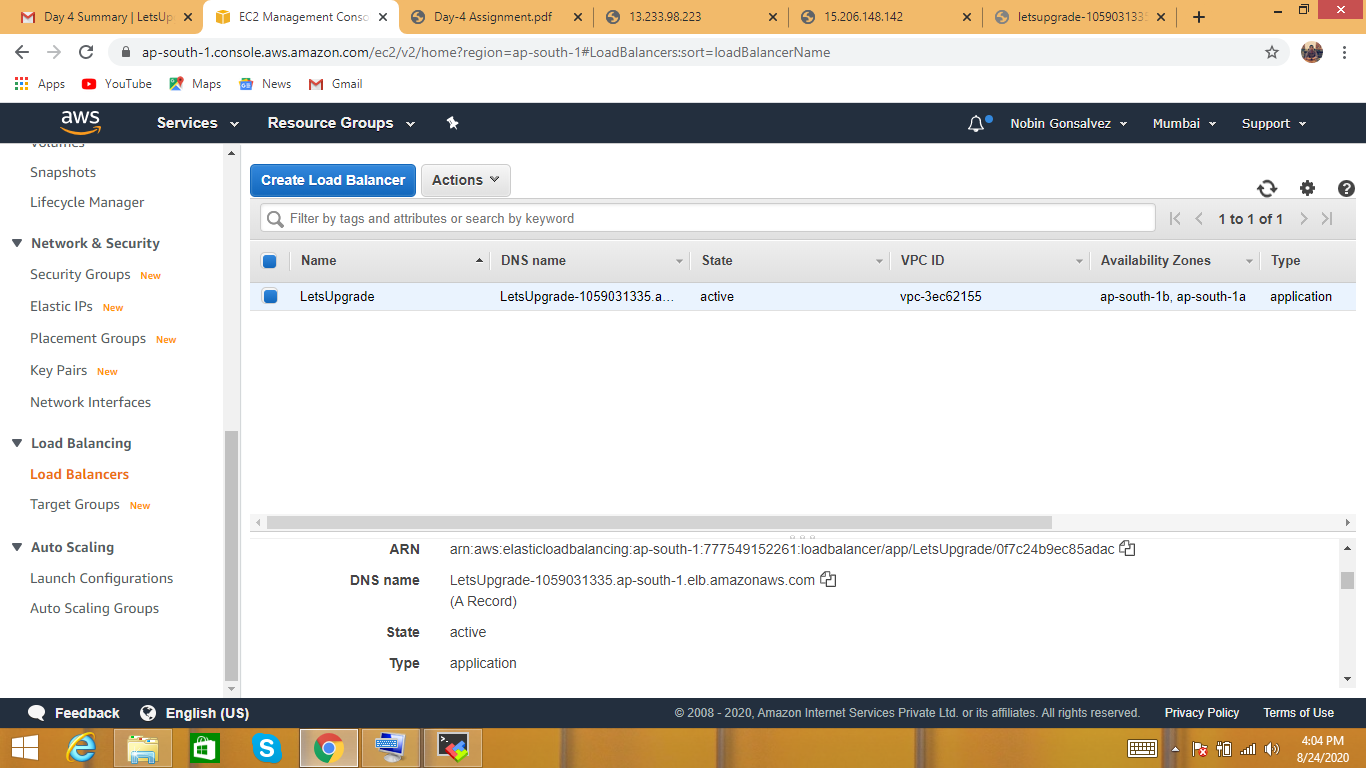 Day 4 Summary | LetsUp
EC2 Management Conso
Day-4 Assignment.pdf
13.233.98.223
15.206.148.142
letsupgrade-1059031335
ap-south-1.console.aws.amazon.com/ec2/v2/home?region=ap-south-1#LoadBalancers:sort=loadBalancerName
Apps YouTube Maps News Gmail
aws Services Resource Groups Nobin Gonsalvez Mumbai Support
Volumes
Snapshots
Lifecycle Manager
Network & Security
Security Groups New
Elastic IPs New
Placement Groups New
Key Pairs New
Network Interfaces
Load Balancing
Load Balancers
Target Groups New
Auto Scaling
Launch Configurations
Auto Scaling Groups
Create Load Balancer Actions
Filter by tags and attributes or search by keyword 1 to 1 of 1
Name DNS name State VPC ID Availability Zones Type
LetsUpgrade LetsUpgrade-1059031335.a... active vpc-3ec62155 ap-south-1b, ap-south-1a application
ARN arn:aws:elasticloadbalancing:ap-south-1:777549152261:loadbalancer/app/LetsUpgrade/0f7c24b9ec85adac
DNS name LetsUpgrade-1059031335.ap-south-1.elb.amazonaws.com
(A Record)
State active
Type application
Feedback English (US) © 2008 - 2020, Amazon Internet Services Private Ltd. or its affiliates. All rights reserved. Privacy Policy Terms of Use
4:04 PM
8/24/2020